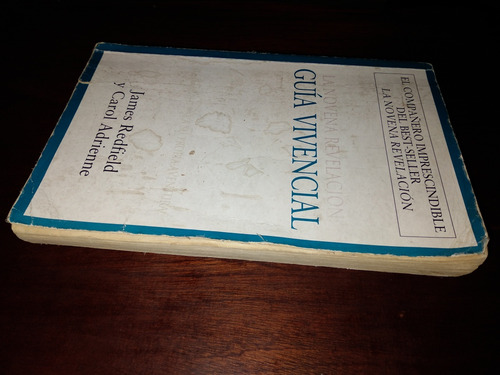 EL COMPAÑERO IMPRESCINDIBLE
DEL BEST-SELLER
LA NOVENA REVELACIÓN
LA NOVENA REVELACIÓN
GUÍA VIVENCIAL
James Redfield
y Carol Adrienne